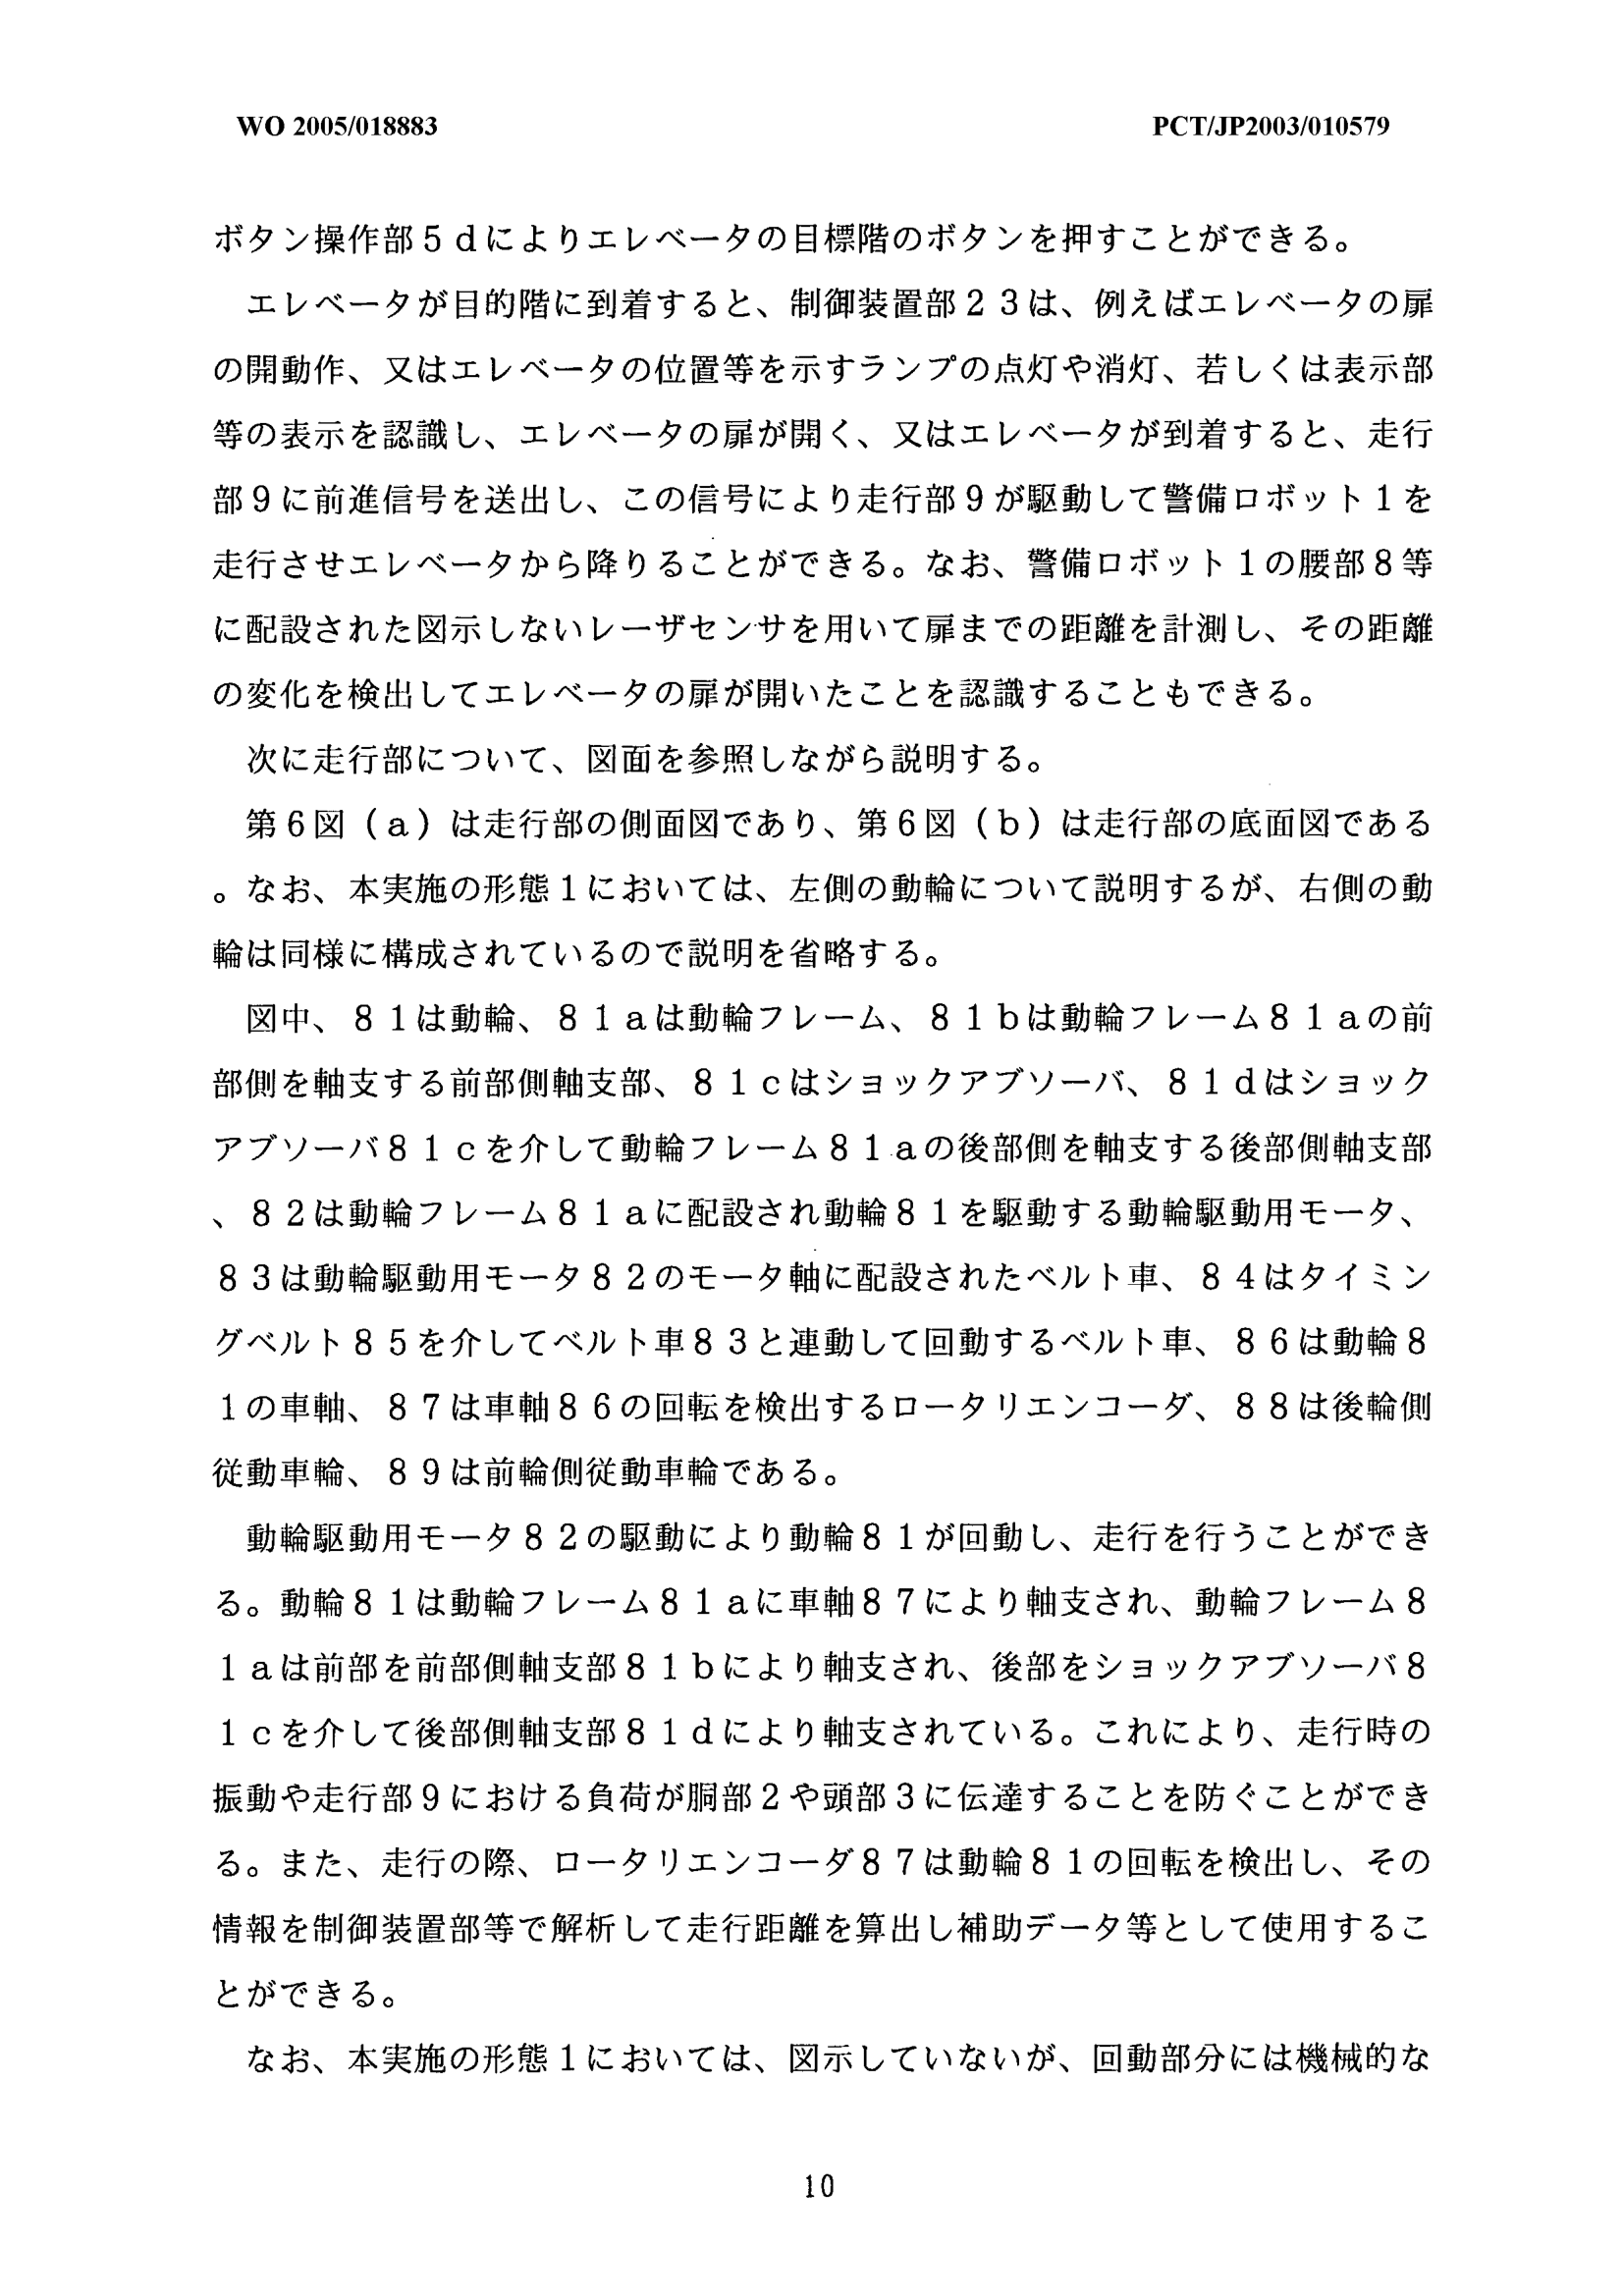 WO 2005/018883 PCT/JP2003/010579
ボタン操作部5dによりエレベータの目標階のボタンを押すことができる。
エレベータが目的階に到着すると、制御装置部23は、例えばエレベータの扉
の開動作、又はエレベータの位置等を示すランプの点灯や消灯、若しくは表示部
等の表示を認識し、エレベータの扉が開く、又はエレベータが到着すると、走行
部9に前進信号を送出し、この信号により走行部9が駆動して警備ロボット1を
走行させエレベータから降りることができる。なお、警備ロボット1の腰部8等
に配設された図示しないレーザセンサを用いて扉までの距離を計測し、その距離
の変化を検出してエレベータの扉が開いたことを認識することもできる。
次に走行部について、図面を参照しながら説明する。
第6図(a)は走行部の側面図であり、第6図(b)は走行部の底面図である
。なお、本実施の形態1においては、左側の動輪について説明するが、右側の動
輪は同様に構成されているので説明を省略する。
図中、81は動輪、81aは動輪フレーム、81bは動輪フレーム81aの前
部側を軸支する前部側軸支部、81cはショックアブソーバ、81dはショック
アブソーバ81cを介して動輪フレーム81aの後部側を軸支する後部側軸支部
、82は動輪フレーム81aに配設され動輪81を駆動する動輪駆動用モータ、
83は動輪駆動用モータ82のモータ軸に配設されたベルト車、84はタイミン
グベルト85を介してベルト車83と連動して回動するベルト車、86は動輪8
1の車軸、87は車軸86の回転を検出するロータリエンコーダ、88は後輪側
従動車輪、89は前輪側従動車輪である。
動輪駆動用モータ82の駆動により動輪81が回動し、走行を行うことができ
る。動輪81は動輪フレーム81aに車軸87により軸支され、動輪フレーム8
1aは前部を前部側軸支部81bにより軸支され、後部をショックアブソーバ8
1cを介して後部側軸支部81dにより軸支されている。これにより、走行時の
振動や走行部9における負荷が胴部2や頭部3に伝達することを防ぐことができ
る。また、走行の際、ロータリエンコーダ87は動輪81の回転を検出し、その
情報を制御装置部等で解析して走行距離を算出し補助データ等として使用するこ
とができる。
なお、本実施の形態1においては、図示していないが、回動部分には機械的な
10